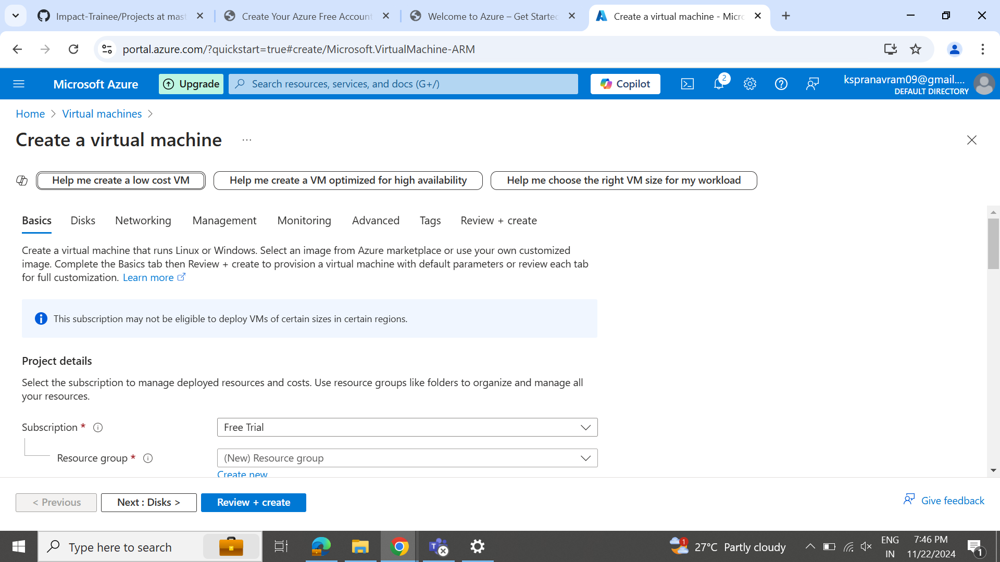 Impact-Trainee/Projects at mast
Create Your Azure Free Account
Welcome to Azure – Get Started
Create a virtual machine - Micro
portal.azure.com/?quickstart=true#create/Microsoft.VirtualMachine-ARM
Microsoft Azure
Upgrade
Search resources, services, and docs (G+/)
Copilot
2
kspranavram09@gmail....
DEFAULT DIRECTORY
Home > Virtual machines >
Create a virtual machine ...
Help me create a low cost VM
Help me create a VM optimized for high availability
Help me choose the right VM size for my workload
Basics Disks Networking Management Monitoring Advanced Tags Review + create
Create a virtual machine that runs Linux or Windows. Select an image from Azure marketplace or use your own customized
image. Complete the Basics tab then Review + create to provision a virtual machine with default parameters or review each tab
for full customization. Learn more
This subscription may not be eligible to deploy VMs of certain sizes in certain regions.
Project details
Select the subscription to manage deployed resources and costs. Use resource groups like folders to organize and manage all
your resources.
Subscription *
Free Trial
Resource group *
(New) Resource group
Create new
< Previous
Next : Disks >
Review + create
Give feedback
Type here to search
1
27°C Partly cloudy
ENG
IN
7:46 PM
11/22/2024
1